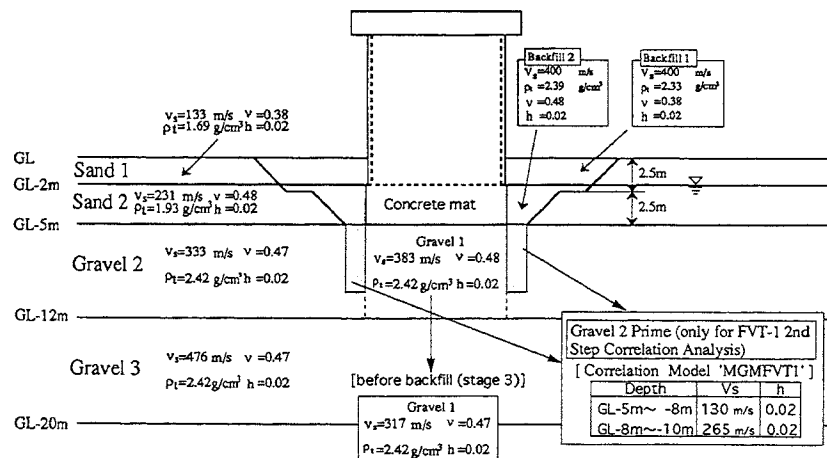 Backfill 2
Vs=400 m/s
ρt=2.39 g/cm³
ν=0.48
h=0.02
Backfill 1
Vs=400 m/s
ρt=2.33 g/cm³
ν=0.38
h=0.02
Vs=133 m/s ν=0.38
ρt=1.69 g/cm³ h=0.02
GL
Sand 1
2.5m
GL-2m
Sand 2
Vs=231 m/s ν=0.48
ρt=1.93 g/cm³ h=0.02
Concrete mat
2.5m
GL-5m
Gravel 2
Vs=333 m/s ν=0.47
ρt=2.42 g/cm³ h=0.02
Gravel 1
Vs=383 m/s ν=0.48
ρt=2.42 g/cm³ h=0.02
GL-12m
Gravel 3
Vs=476 m/s ν=0.47
ρt=2.42 g/cm³ h=0.02
[before backfill (stage 3)]
Gravel 1
Vs=317 m/s ν=0.47
ρt=2.42 g/cm³ h=0.02
GL-20m
Gravel 2 Prime (only for FVT-1 2nd
Step Correlation Analysis)
[ Correlation Model 'MGMFVT1' ]
Depth Vs h
GL-5m~ -8m 130 m/s 0.02
GL-8m~-10m 265 m/s 0.02